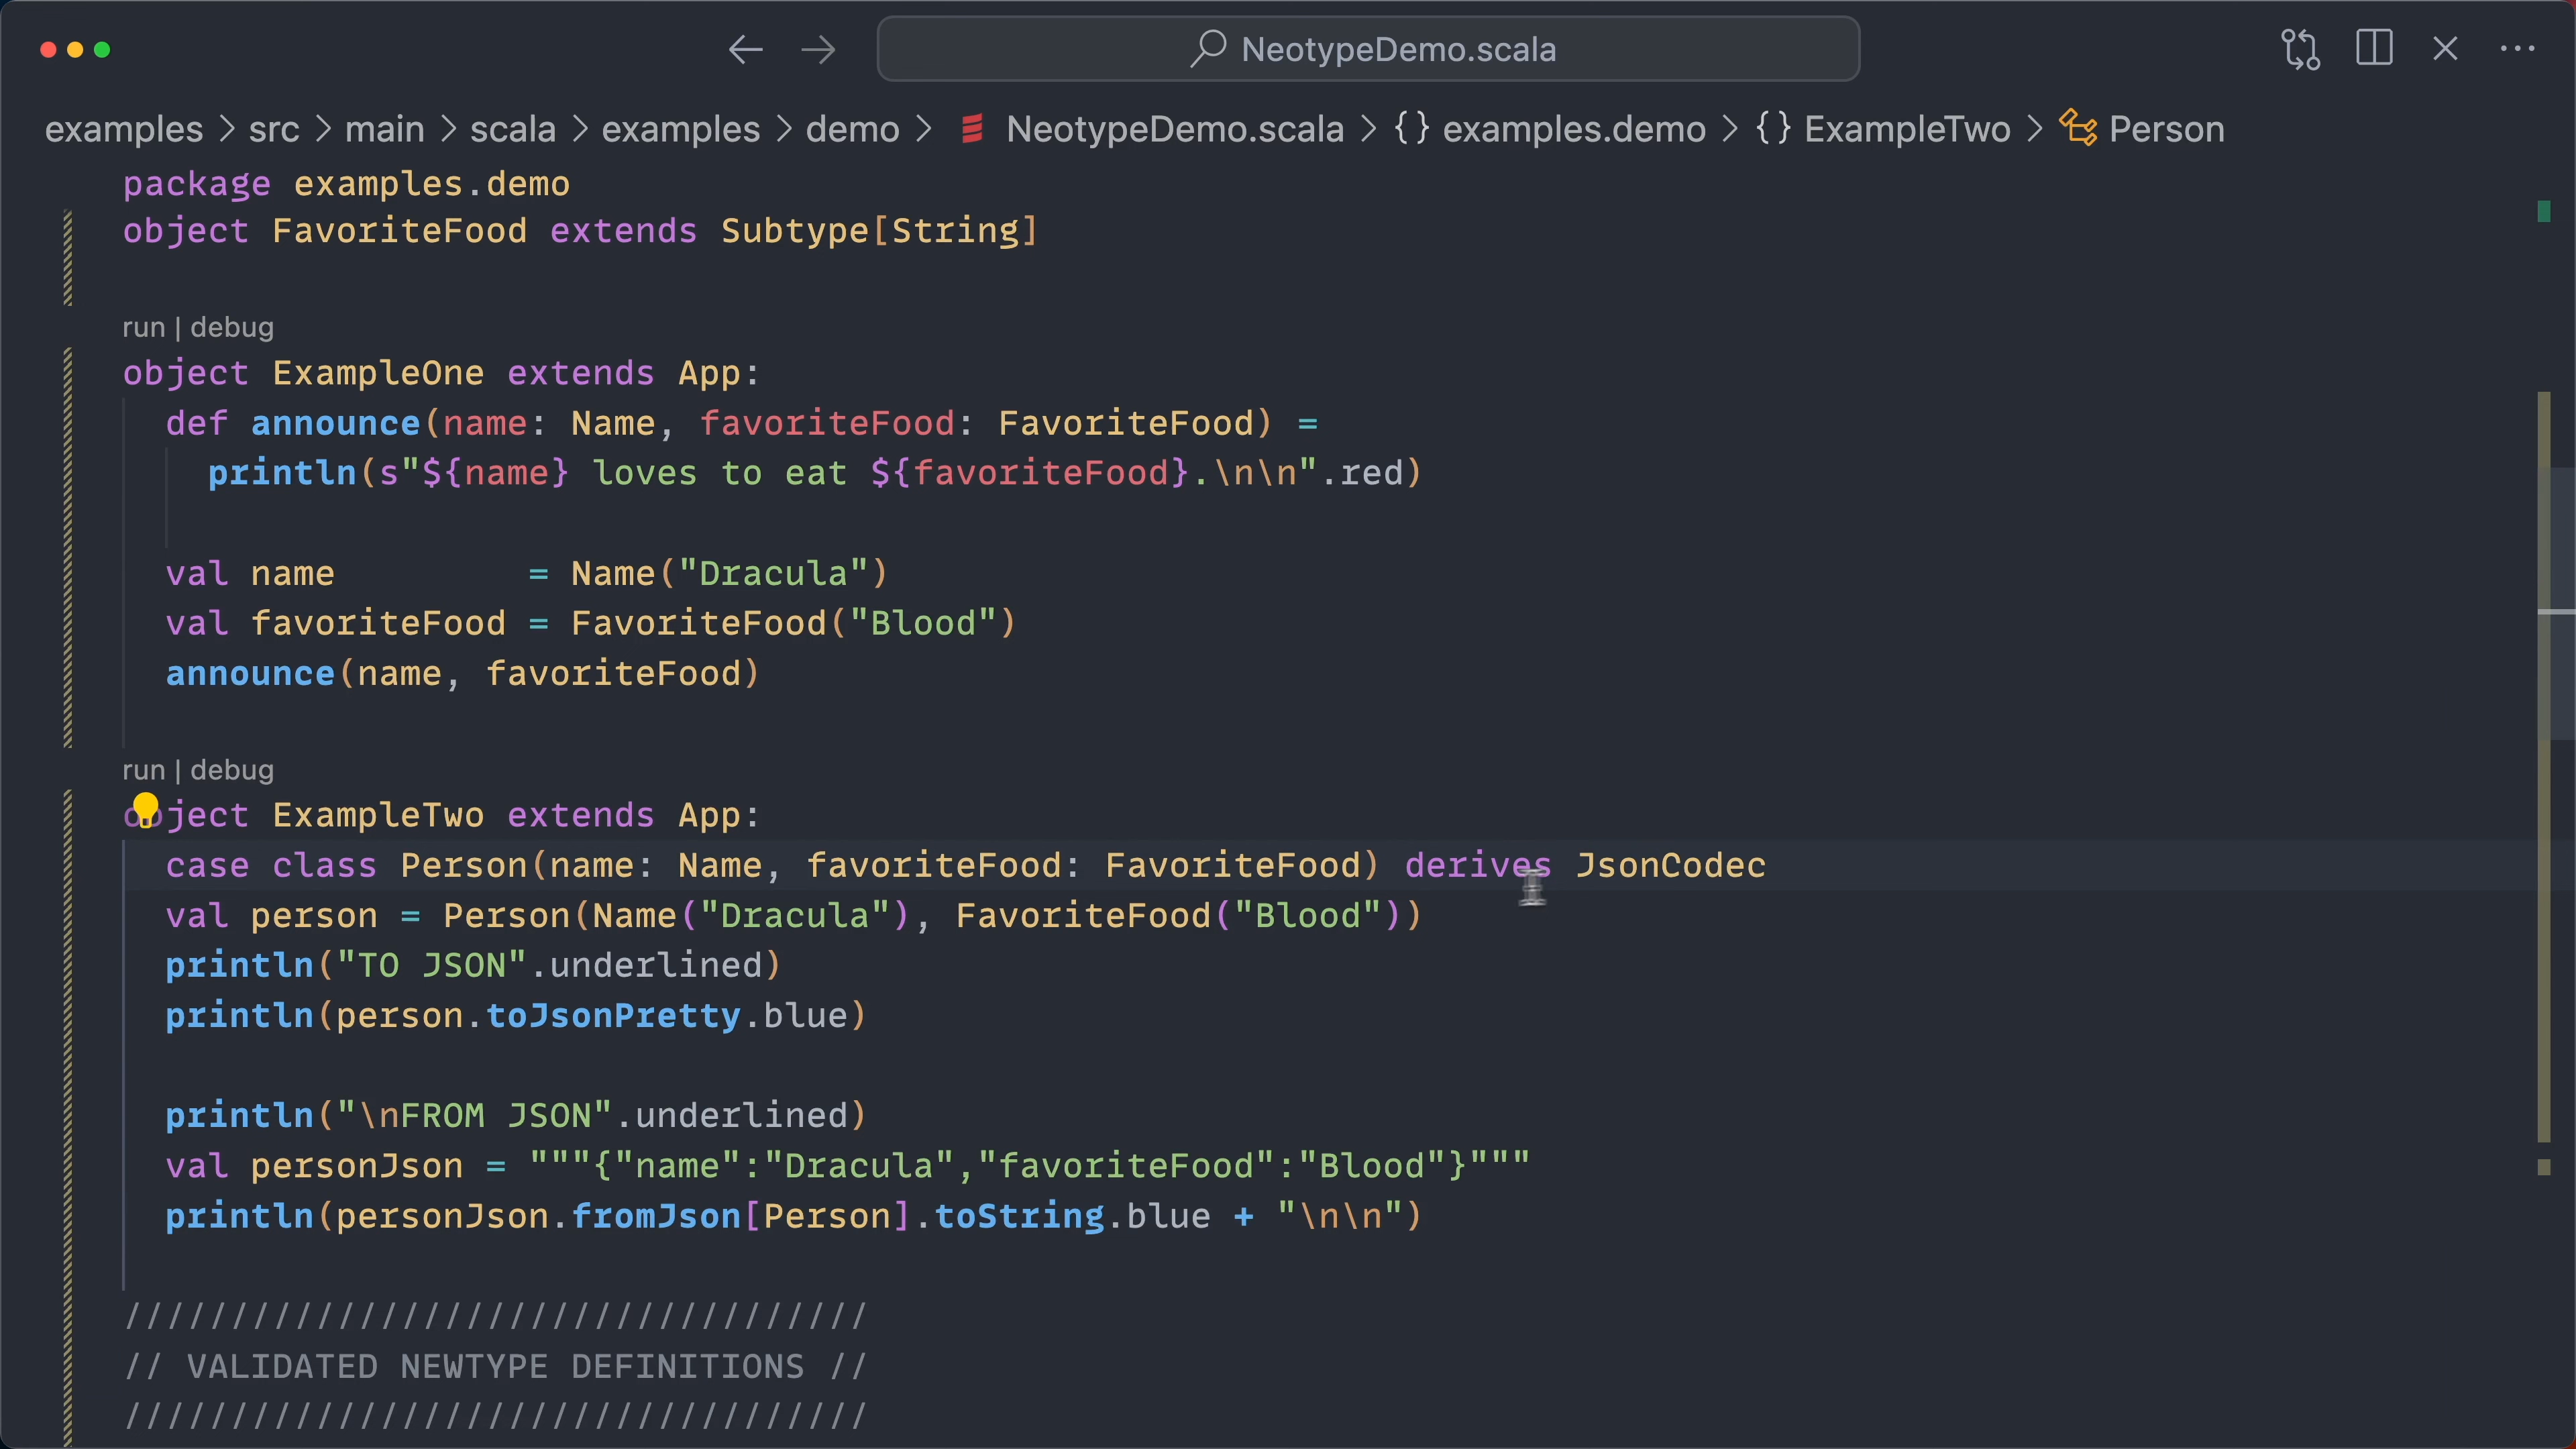 NeotypeDemo.scala
examples > src > main > scala > examples > demo > NeotypeDemo.scala > {} examples.demo > {} ExampleTwo > Person
package examples.demo
object FavoriteFood extends Subtype[String]
run | debug
object ExampleOne extends App:
def announce(name: Name, favoriteFood: FavoriteFood) =
println(s"${name} loves to eat ${favoriteFood}.\n\n".red)
val name = Name("Dracula")
val favoriteFood = FavoriteFood("Blood")
announce(name, favoriteFood)
run | debug
object ExampleTwo extends App:
case class Person(name: Name, favoriteFood: FavoriteFood) derives JsonCodec
val person = Person(Name("Dracula"), FavoriteFood("Blood"))
println("TO JSON".underlined)
println(person.toJsonPretty.blue)
println("\nFROM JSON".underlined)
val personJson = """{"name":"Dracula","favoriteFood":"Blood"}"""
println(personJson.fromJson[Person].toString.blue + "\n\n")
///////////////////////////////////
// VALIDATED NEWTYPE DEFINITIONS //
///////////////////////////////////